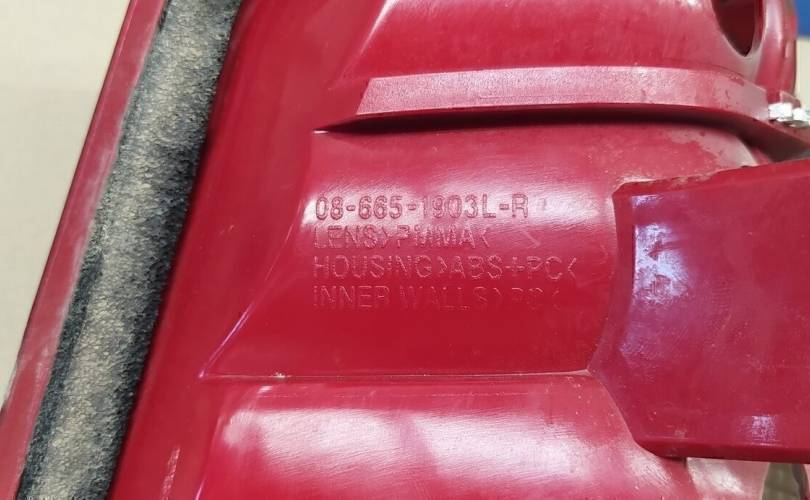 08-665-1903L-R
LENS>PMMA<
HOUSING>ABS+PC<
INNER WALLS>PC<